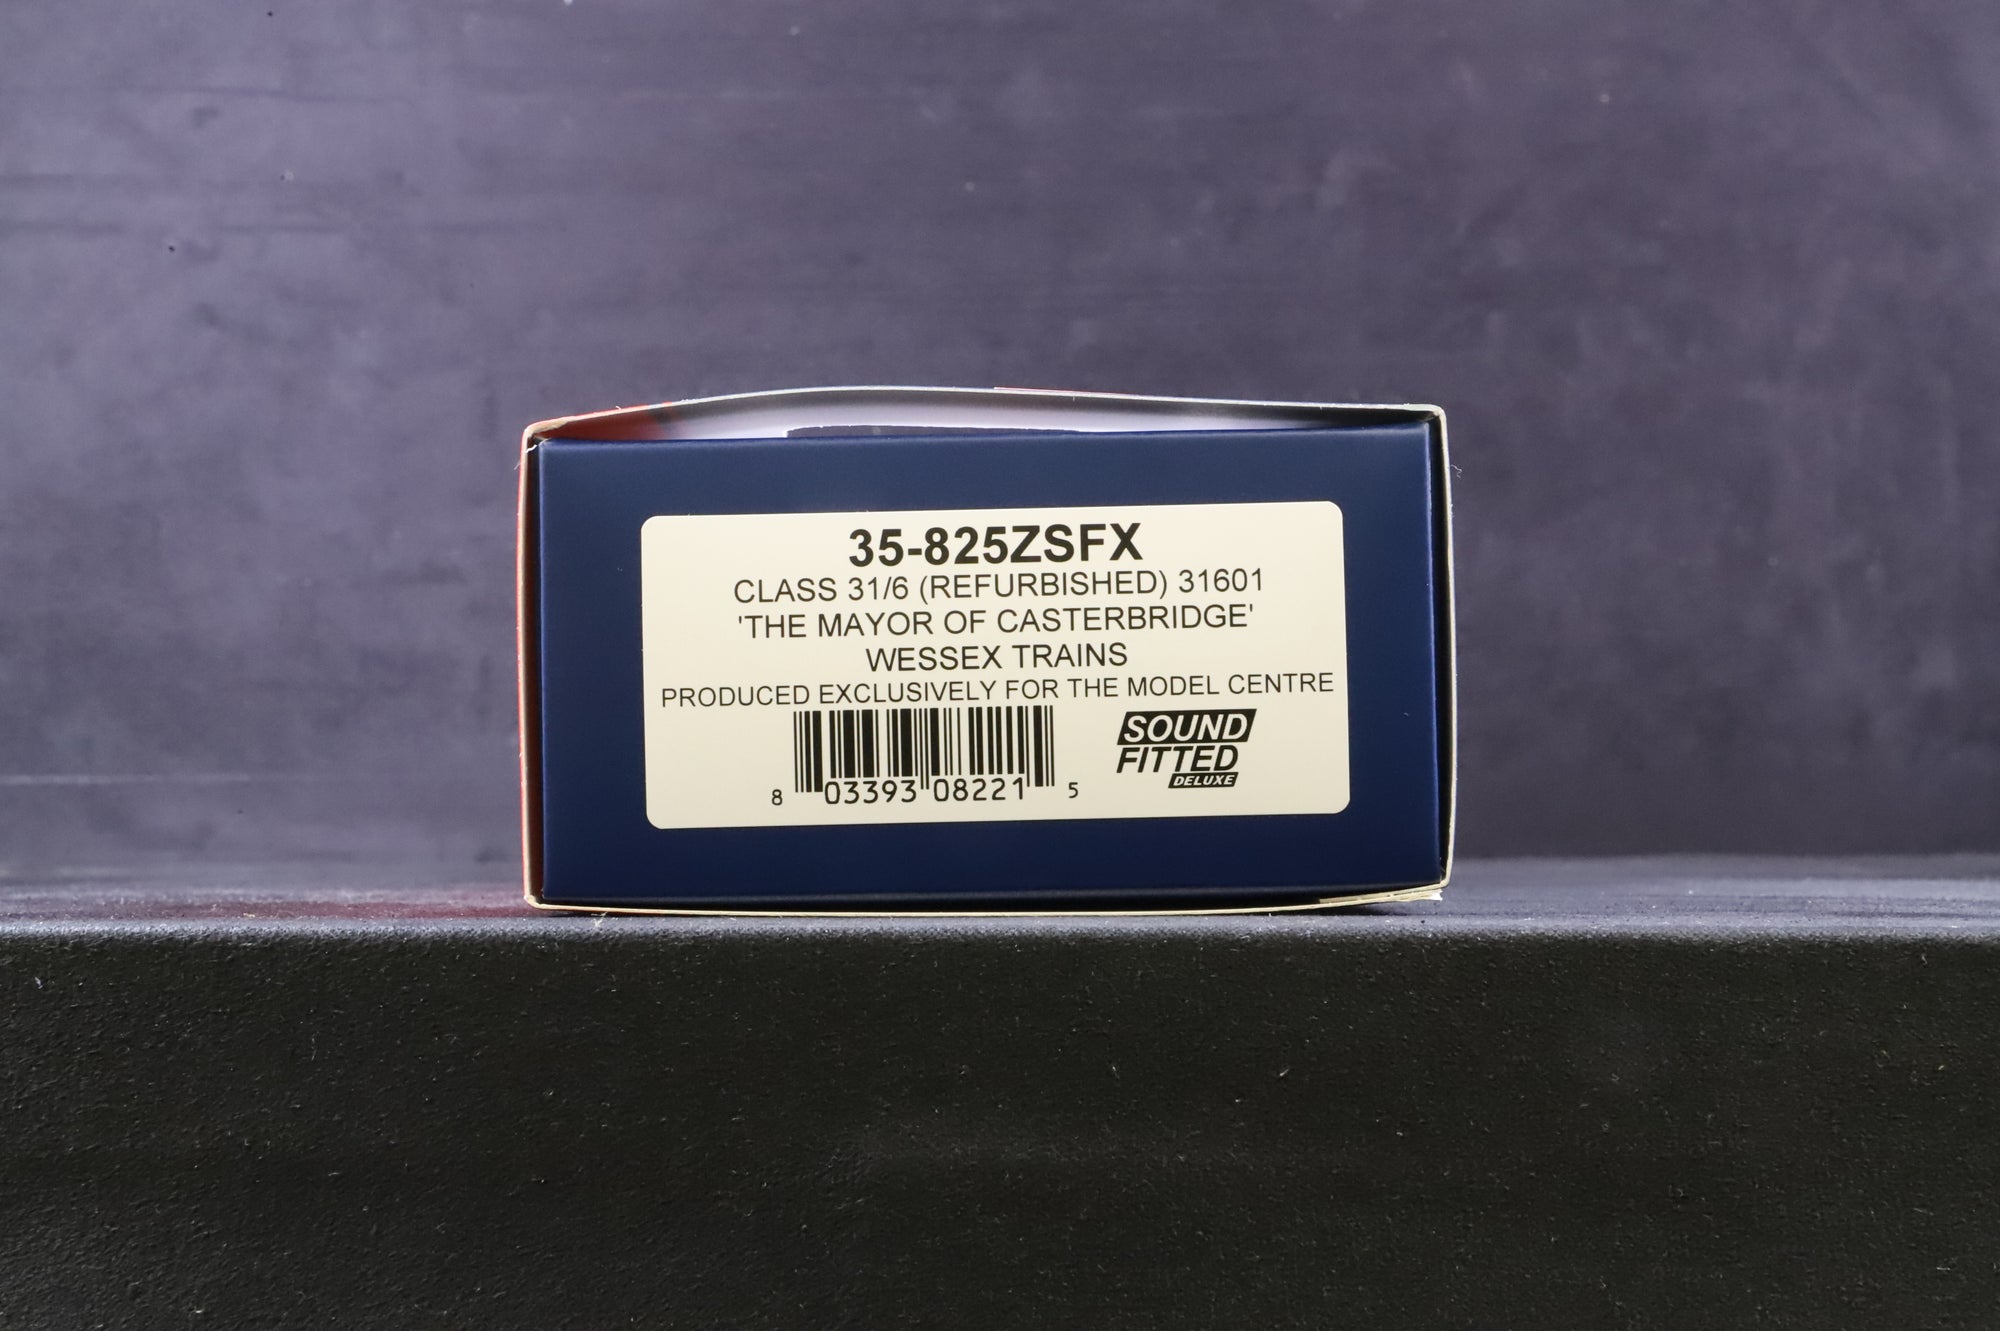 35-825ZSFX
CLASS 31/6 (REFURBISHED) 31601
'THE MAYOR OF CASTERBRIDGE'
WESSEX TRAINS
PRODUCED EXCLUSIVELY FOR THE MODEL CENTRE
SOUND
FITTED
DELUXE
8 03393 08221 5